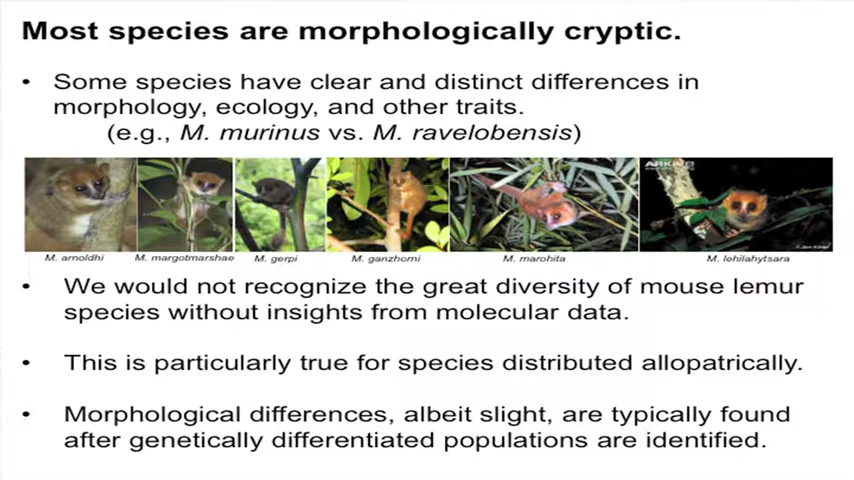 Most species are morphologically cryptic.
• Some species have clear and distinct differences in
morphology, ecology, and other traits.
(e.g., M. murinus vs. M. ravelobensis)
ARKIVE
M. arnoldhi M. margotmarshae M. gerpi M. ganzhorni M. marohita M. lehilahytsara
• We would not recognize the great diversity of mouse lemur
species without insights from molecular data.
• This is particularly true for species distributed allopatrically.
• Morphological differences, albeit slight, are typically found
after genetically differentiated populations are identified.